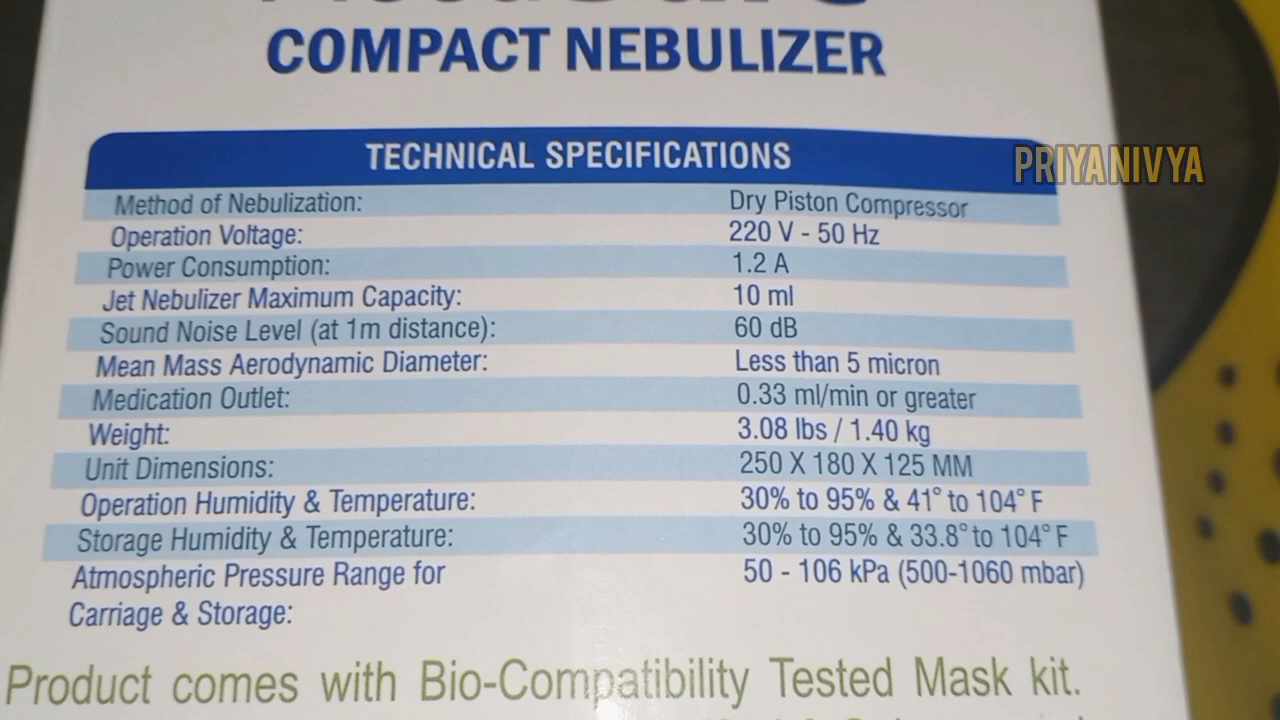 COMPACT NEBULIZER
TECHNICAL SPECIFICATIONS
PRIYANIVYA
Method of Nebulization: Dry Piston Compressor
Operation Voltage: 220 V - 50 Hz
Power Consumption: 1.2 A
Jet Nebulizer Maximum Capacity: 10 ml
Sound Noise Level (at 1m distance): 60 dB
Mean Mass Aerodynamic Diameter: Less than 5 micron
Medication Outlet: 0.33 ml/min or greater
Weight: 3.08 lbs / 1.40 kg
Unit Dimensions: 250 X 180 X 125 MM
Operation Humidity & Temperature: 30% to 95% & 41° to 104° F
Storage Humidity & Temperature: 30% to 95% & 33.8° to 104° F
Atmospheric Pressure Range for 50 - 106 kPa (500-1060 mbar)
Carriage & Storage:
Product comes with Bio-Compatibility Tested Mask kit.